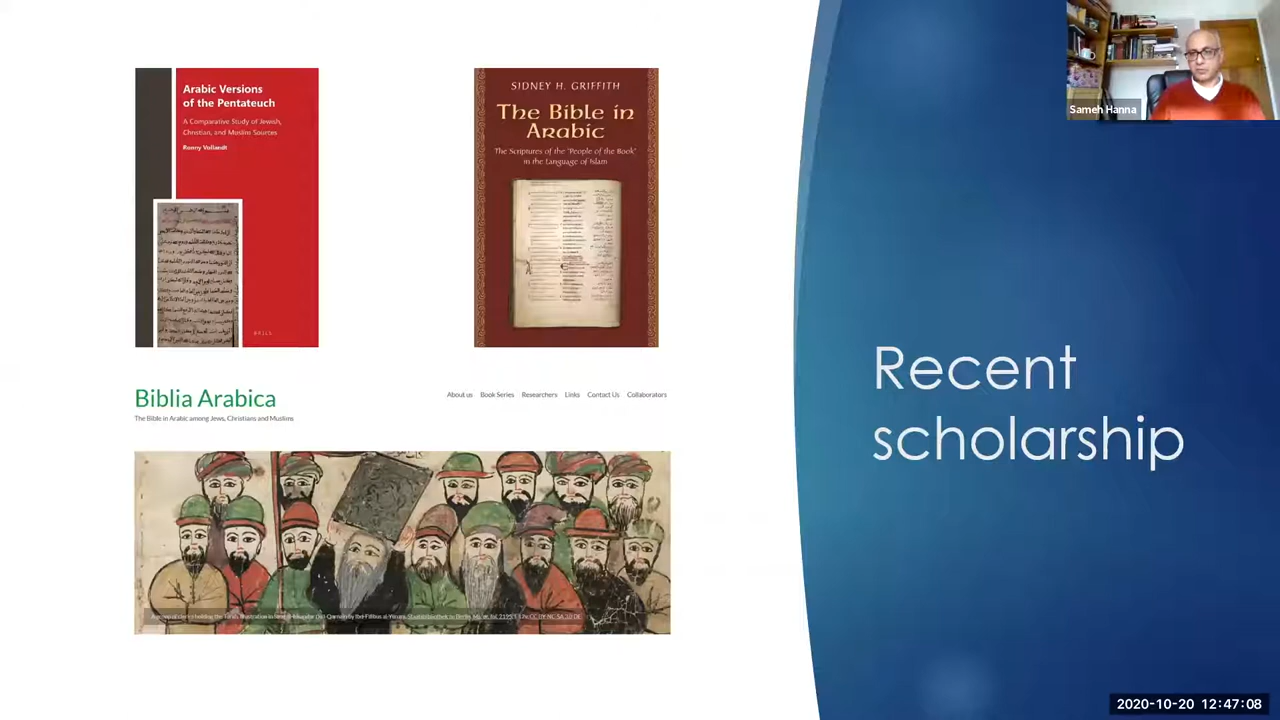 Arabic Versions
of the Pentateuch
A Comparative Study of Jewish,
Christian, and Muslim Sources
Ronny Vollandt
BRILL
SIDNEY H. GRIFFITH
The Bible in
Arabic
The Scriptures of the "People of the Book"
in the Language of Islam
Biblia Arabica
The Bible in Arabic among Jews, Christians and Muslims
About us Book Series Researchers Links Contact Us Collaborators
Recent
scholarship
Sameh Hanna
2020-10-20 12:47:08